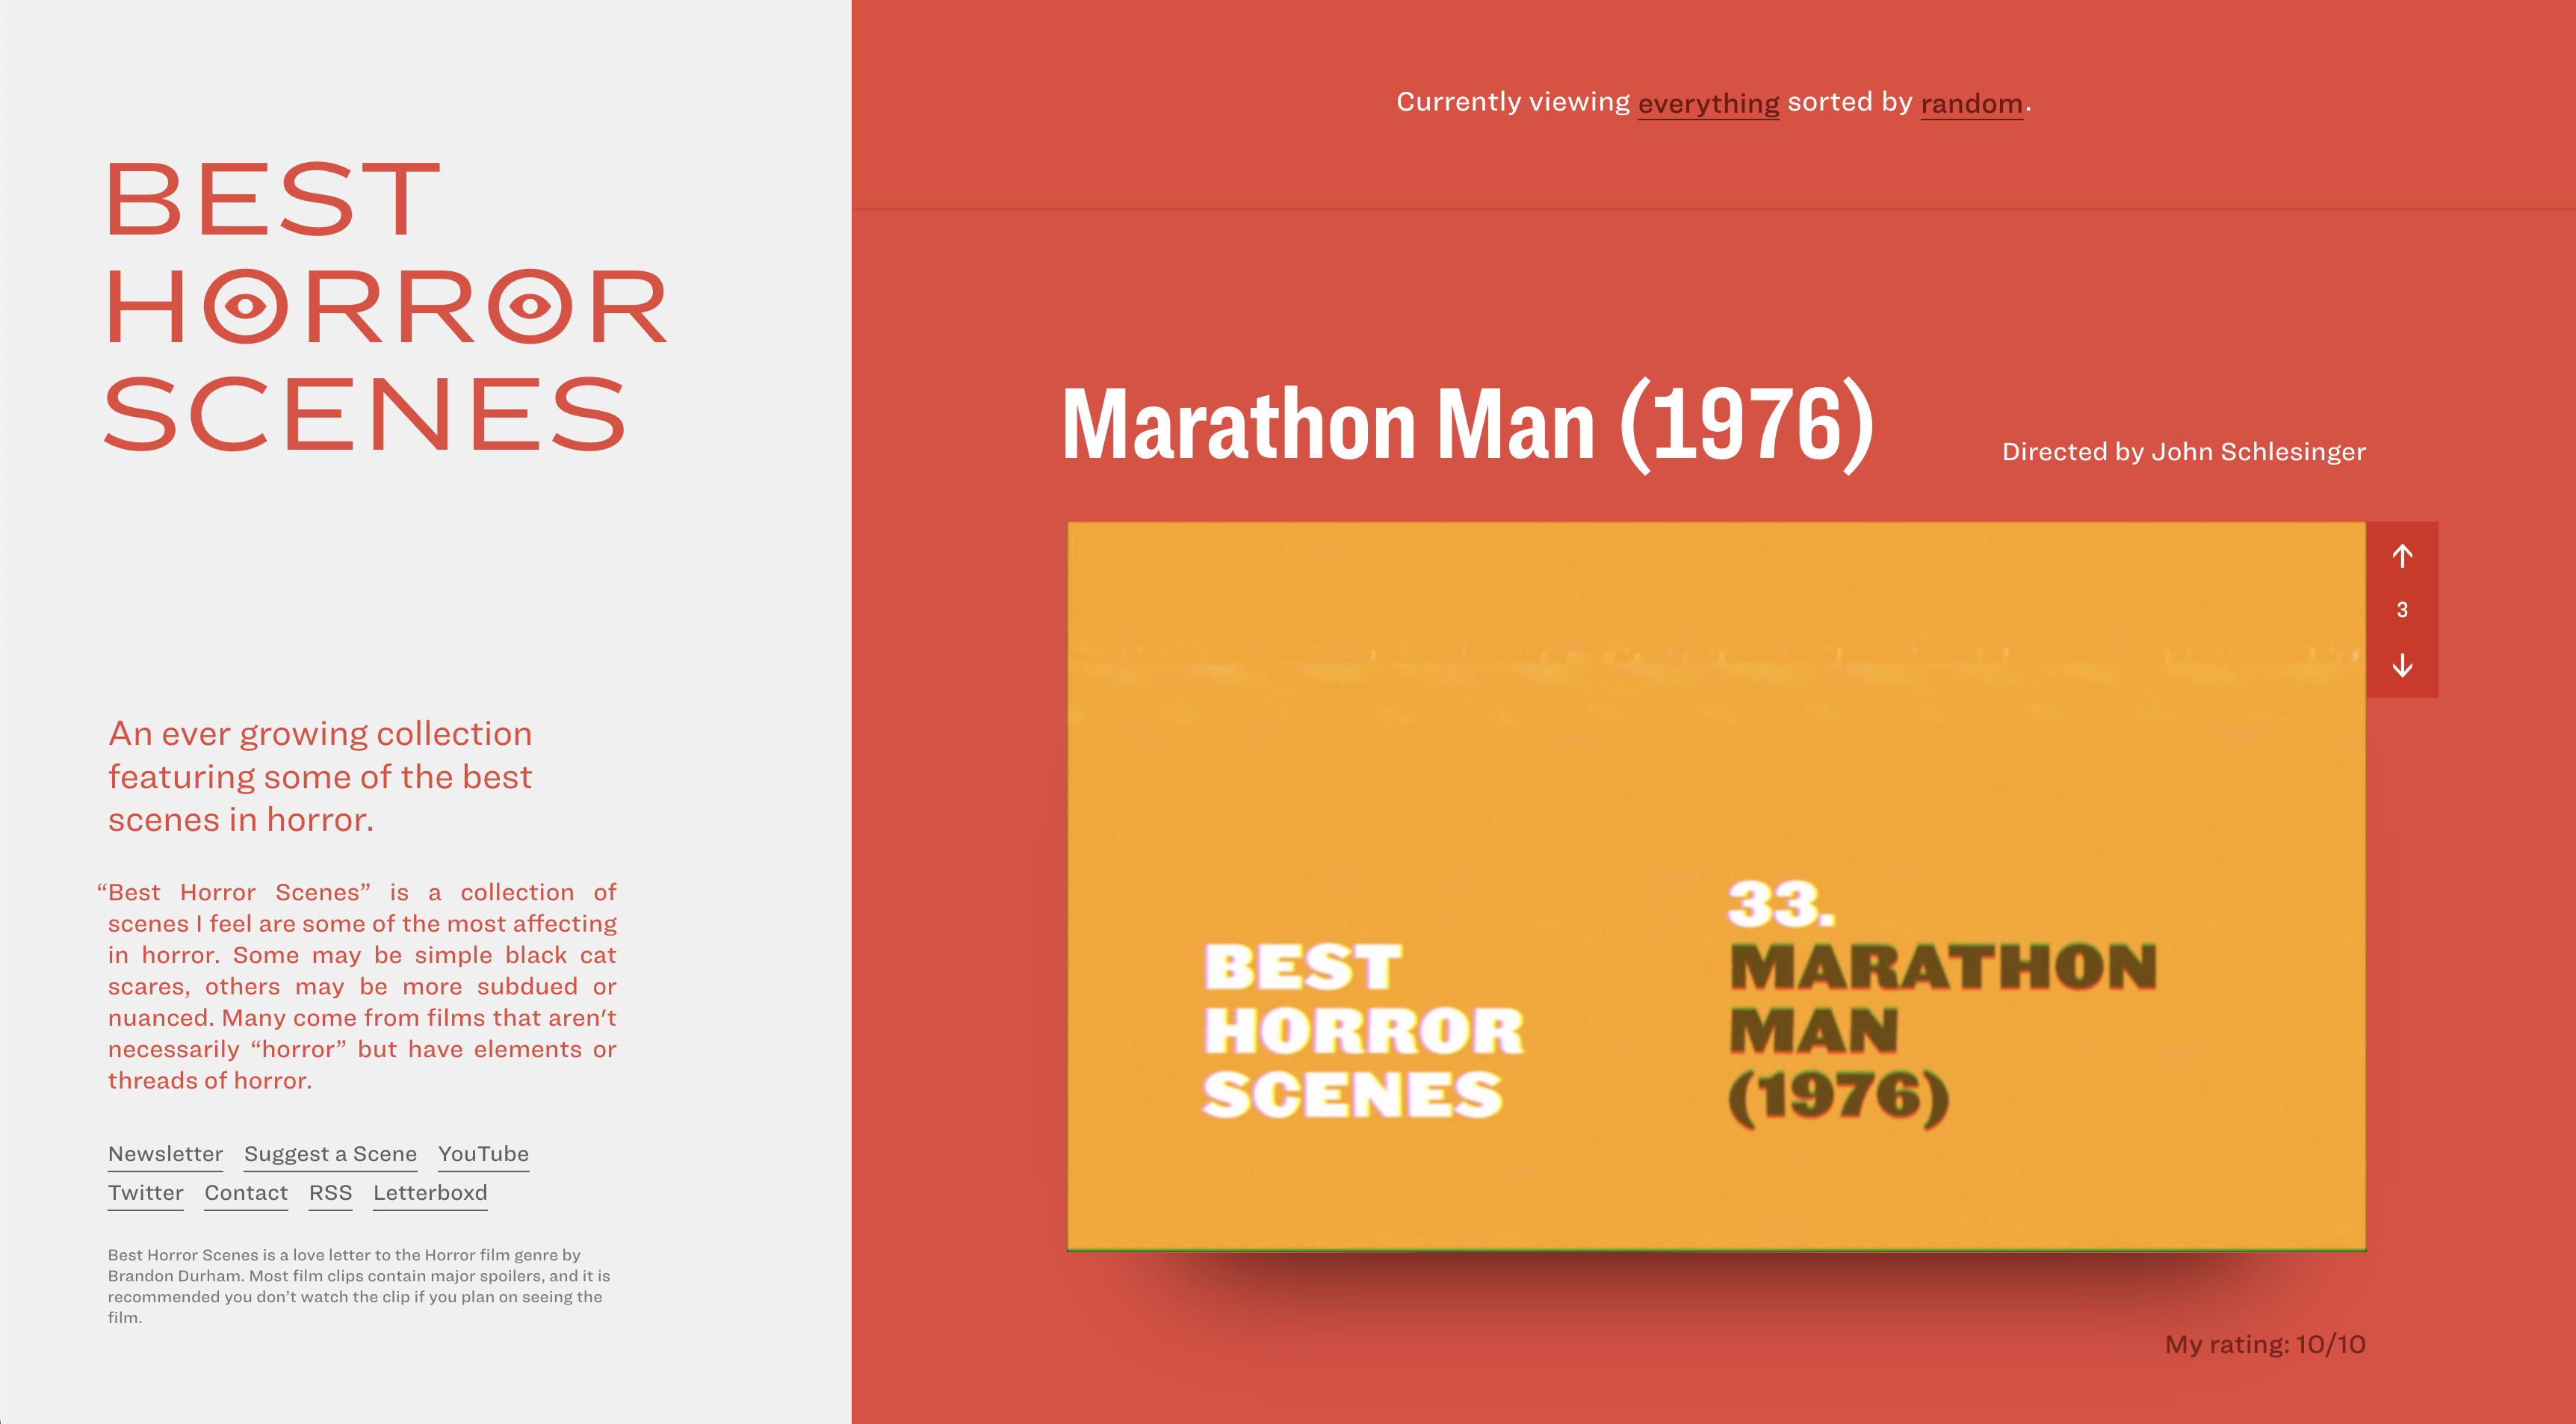 BEST
HORROR
SCENES
An ever growing collection
featuring some of the best
scenes in horror.
“Best Horror Scenes” is a collection of
scenes I feel are some of the most affecting
in horror. Some may be simple black cat
scares, others may be more subdued or
nuanced. Many come from films that aren't
necessarily “horror” but have elements or
threads of horror.
Newsletter Suggest a Scene YouTube
Twitter Contact RSS Letterboxd
Best Horror Scenes is a love letter to the Horror film genre by
Brandon Durham. Most film clips contain major spoilers, and it is
recommended you don’t watch the clip if you plan on seeing the
film.
Currently viewing everything sorted by random.
Marathon Man (1976)
Directed by John Schlesinger
3
BEST
HORROR
SCENES
33.
MARATHON
MAN
(1976)
My rating: 10/10